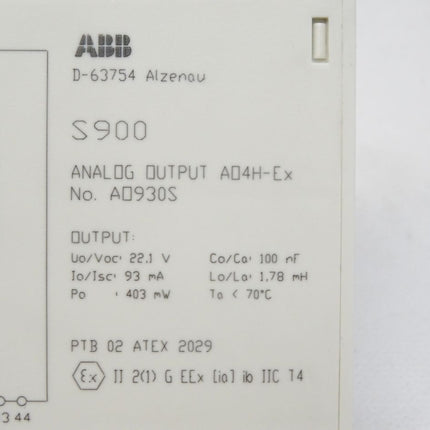 ABB
D-63754 Alzenau
S900
ANALOG OUTPUT AO4H-Ex
No. AO930S
OUTPUT:
Uo/Voc: 22.1 V Co/Ca: 100 nF
Io/Isc: 93 mA Lo/La: 1,78 mH
Po : 403 mW Ta < 70°C
PTB 02 ATEX 2029
Ex II 2(1) G EEx [ia] ib IIC T4
3 44